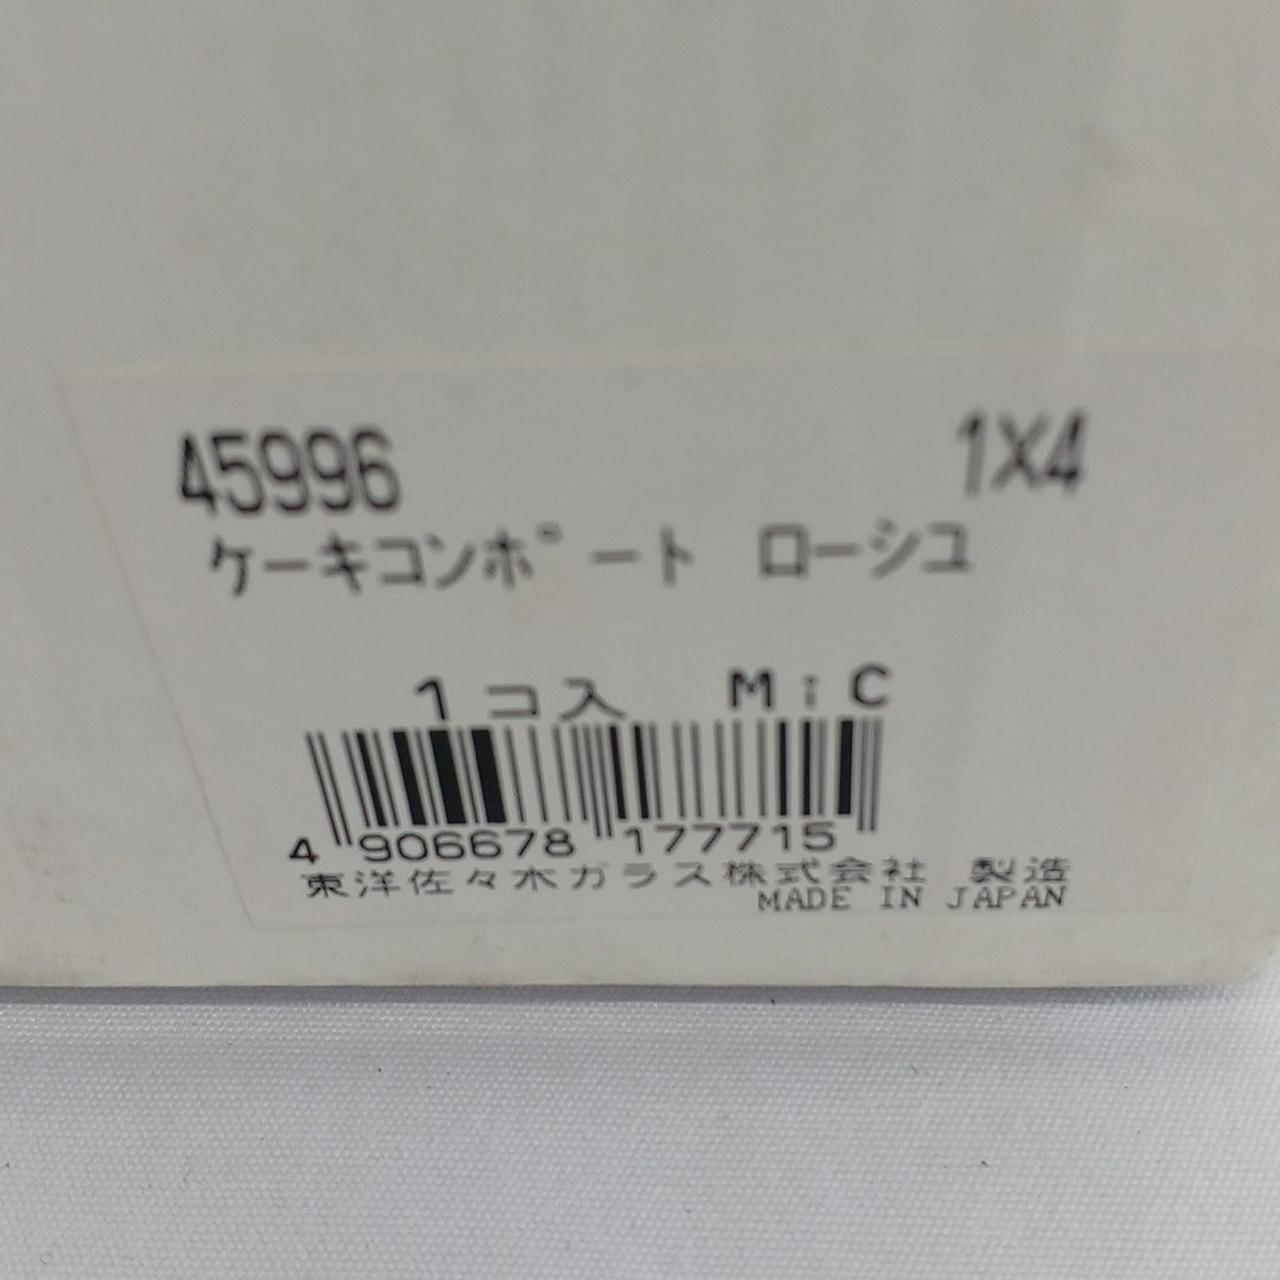 45996 1X4
ケーキコンポート ローシュ
1コ入 MiC
4 906678 177715
東洋佐々木ガラス株式会社 製造
MADE IN JAPAN